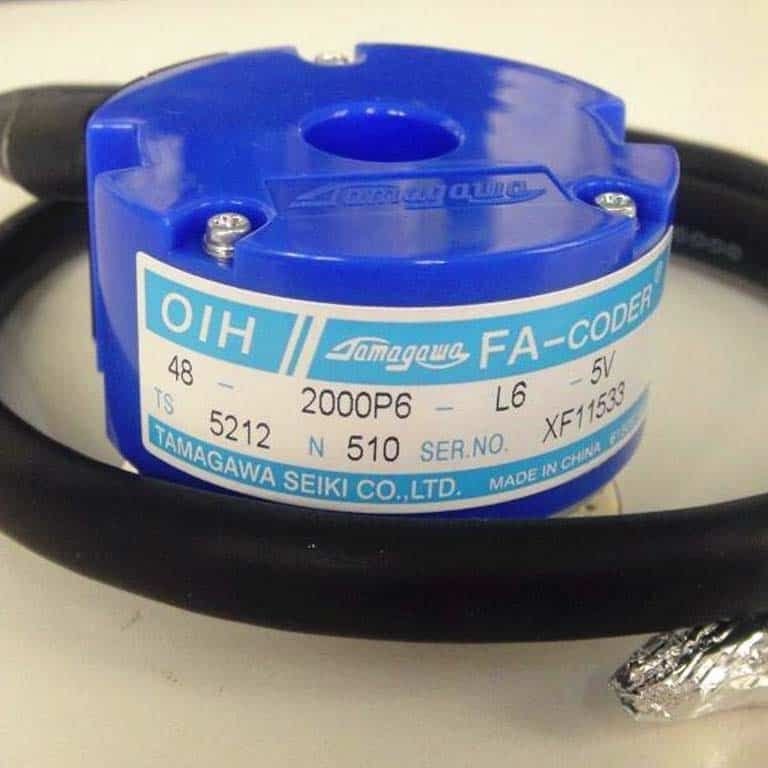 Tamagawa
OIH Tamagawa FA-CODER
48 - 2000P6 - L6 - 5V
TS 5212 N 510 SER.NO. XF11533
TAMAGAWA SEIKI CO.,LTD. MADE IN CHINA